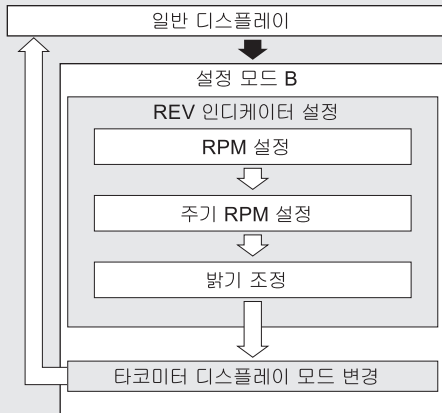 일반 디스플레이
설정 모드 B
REV 인디케이터 설정
RPM 설정
주기 RPM 설정
밝기 조정
타코미터 디스플레이 모드 변경